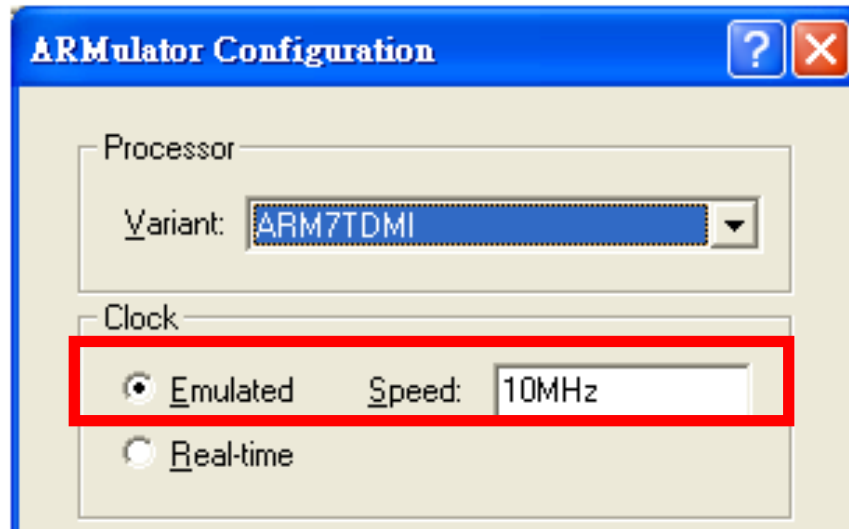 ARMulator Configuration
Processor
Variant: ARM7TDMI
Clock
Emulated Speed: 10MHz
Real-time